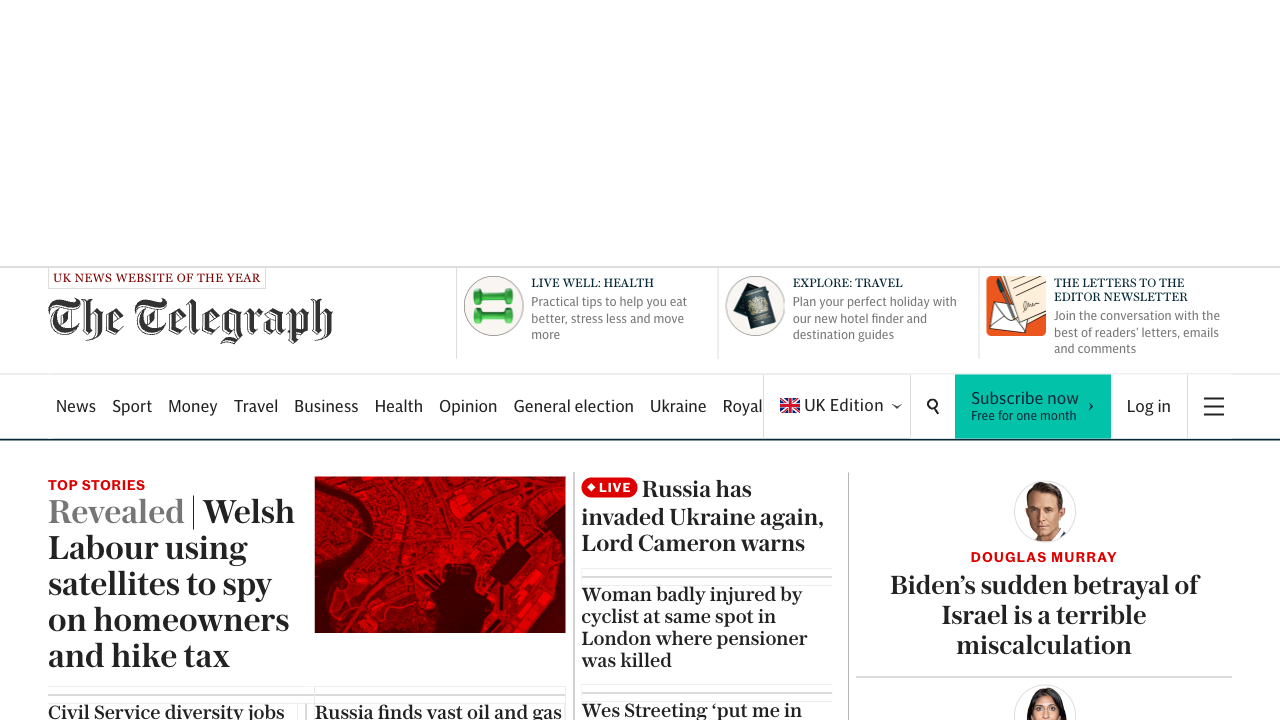 UK NEWS WEBSITE OF THE YEAR
The Telegraph
LIVE WELL: HEALTH
Practical tips to help you eat
better, stress less and move
more
EXPLORE: TRAVEL
Plan your perfect holiday with
our new hotel finder and
destination guides
THE LETTERS TO THE
EDITOR NEWSLETTER
Join the conversation with the
best of readers' letters, emails
and comments
News Sport Money Travel Business Health Opinion General election Ukraine Royal
UK Edition
Subscribe now
Free for one month
Log in
TOP STORIES
Revealed | Welsh
Labour using
satellites to spy
on homeowners
and hike tax
Civil Service diversity jobs
Russia finds vast oil and gas
LIVE Russia has
invaded Ukraine again,
Lord Cameron warns
Woman badly injured by
cyclist at same spot in
London where pensioner
was killed
Wes Streeting ‘put me in
DOUGLAS MURRAY
Biden’s sudden betrayal of
Israel is a terrible
miscalculation